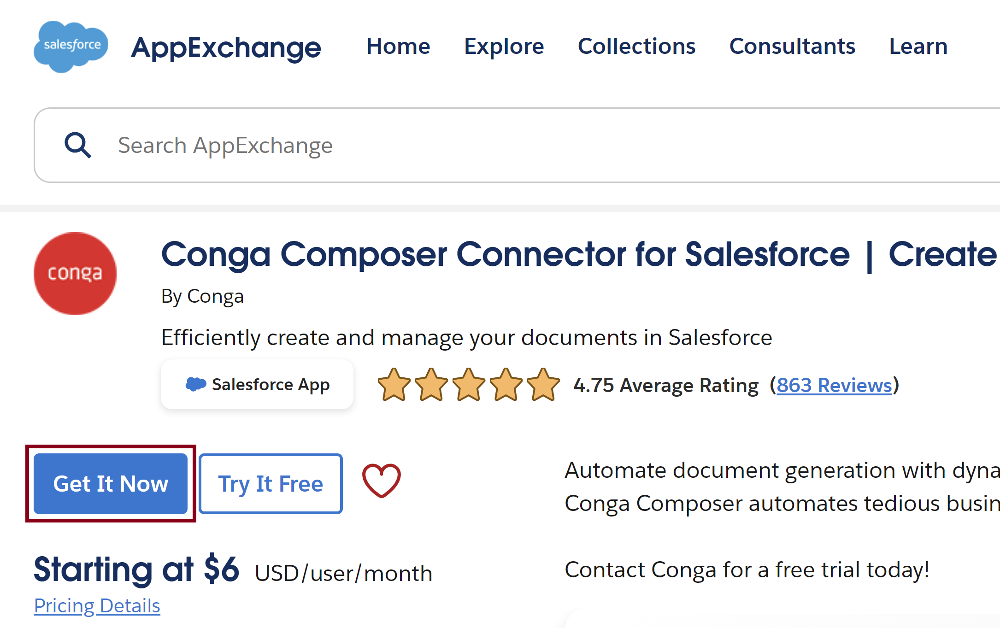 salesforce AppExchange Home Explore Collections Consultants Learn
Search AppExchange
conga
Conga Composer Connector for Salesforce | Create
By Conga
Efficiently create and manage your documents in Salesforce
Salesforce App 4.75 Average Rating (863 Reviews)
Get It Now Try It Free
Automate document generation with dyna
Conga Composer automates tedious busin
Contact Conga for a free trial today!
Starting at $6 USD/user/month
Pricing Details